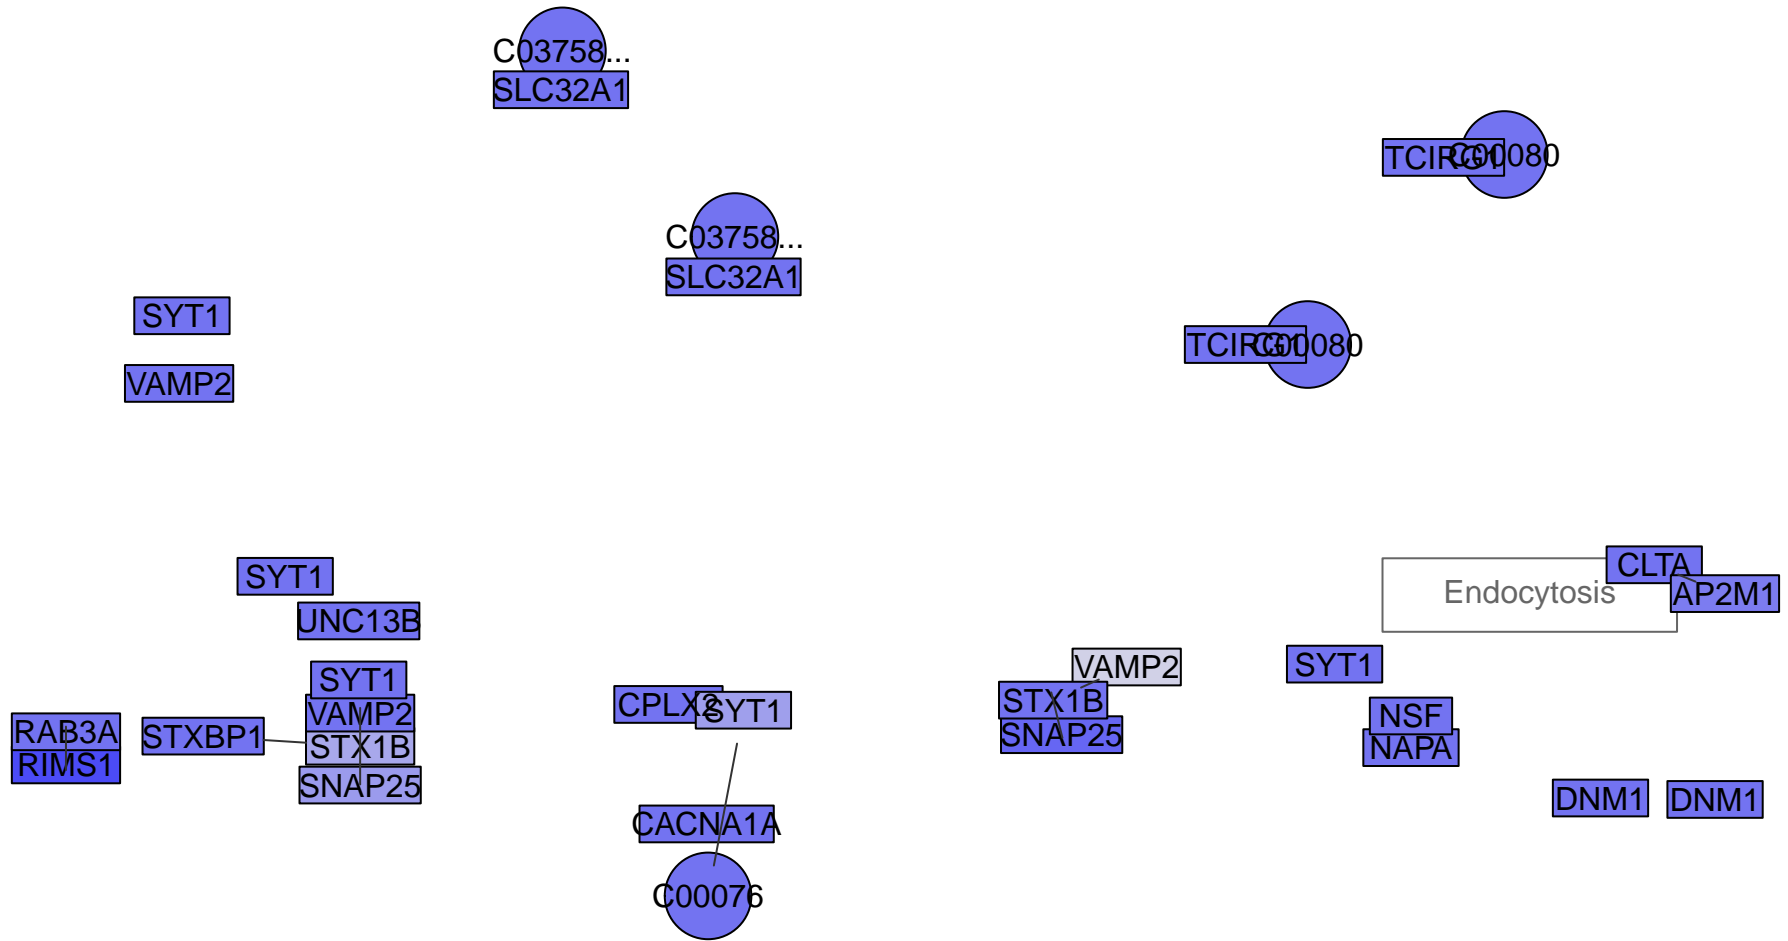 C03758...
SLC32A1
TCIRG1
C00080
C03758...
SLC32A1
SYT1
TCIRG1
C00080
VAMP2
CLTA
SYT1
Endocytosis
AP2M1
UNC13B
SYT1
VAMP2
SYT1
STX1B
CPLX2
SYT1
VAMP2
NSF
RAB3A
STXBP1
SNAP25
STX1B
NAPA
RIMS1
SNAP25
DNM1
DNM1
CACNA1A
C00076